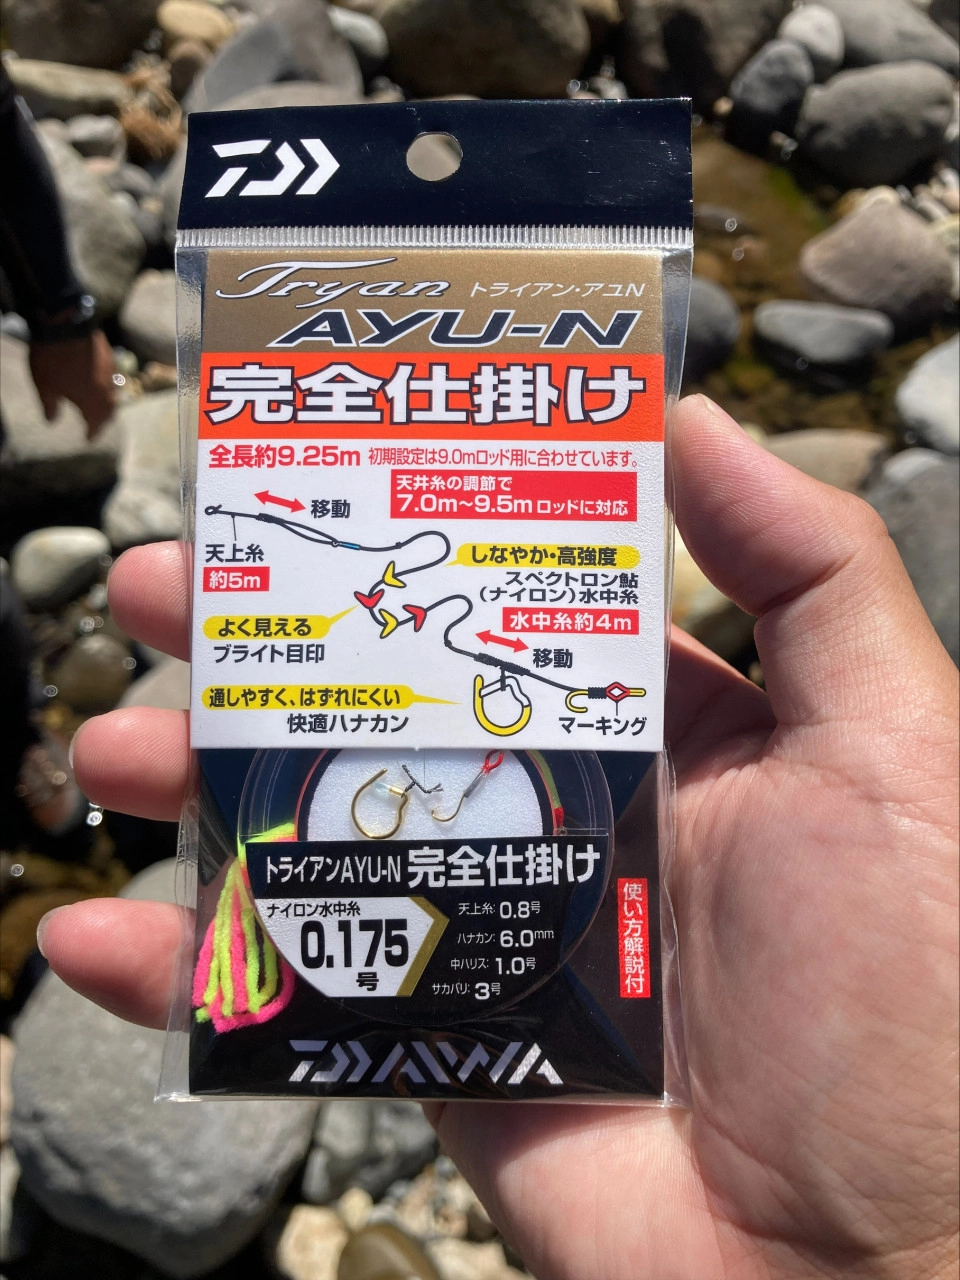 Tryan トライアン・アユN
AYU-N
完全仕掛け
全長約9.25m 初期設定は9.0mロッド用に合わせています。
天井糸の調節で
7.0m〜9.5mロッドに対応
移動
天上糸
約5m
しなやか・高強度
スペクトロン鮎
(ナイロン)水中糸
水中糸約4m
よく見える
ブライト目印
移動
通しやすく、はずれにくい
快適ハナカン
マーキング
トライアンAYU-N 完全仕掛け
ナイロン水中糸
0.175
号
天上糸: 0.8号
ハナカン: 6.0mm
中ハリス: 1.0号
サカバリ: 3号
使い方解説付
DAIWA